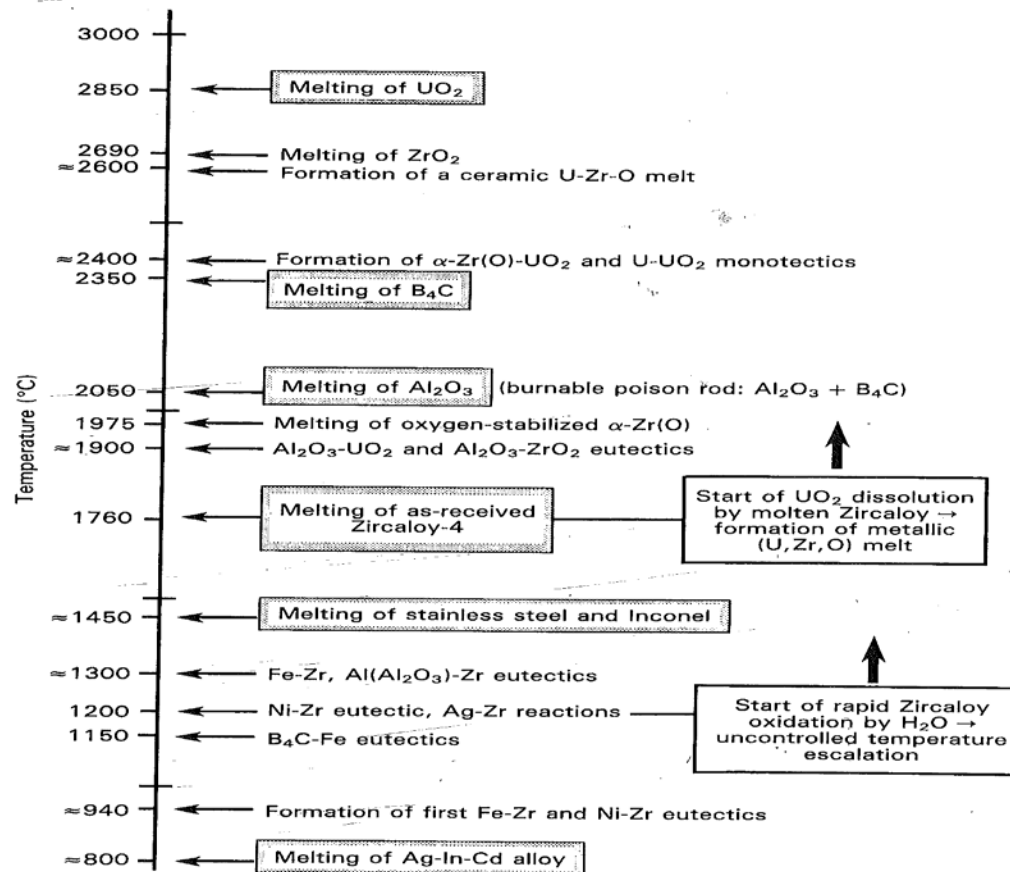 3000
2850 Melting of UO₂
2690 Melting of ZrO₂
≈2600 Formation of a ceramic U-Zr-O melt
≈2400 Formation of α-Zr(O)-UO₂ and U-UO₂ monotectics
2350 Melting of B₄C
Temperature (°C)
2050 Melting of Al₂O₃ (burnable poison rod: Al₂O₃ + B₄C)
1975 Melting of oxygen-stabilized α-Zr(O)
≈1900 Al₂O₃-UO₂ and Al₂O₃-ZrO₂ eutectics
1760 Melting of as-received
Zircaloy-4
Start of UO₂ dissolution
by molten Zircaloy →
formation of metallic
(U,Zr,O) melt
≈1450 Melting of stainless steel and Inconel
≈1300 Fe-Zr, Al(Al₂O₃)-Zr eutectics
1200 Ni-Zr eutectic, Ag-Zr reactions
Start of rapid Zircaloy
oxidation by H₂O →
uncontrolled temperature
escalation
1150 B₄C-Fe eutectics
≈940 Formation of first Fe-Zr and Ni-Zr eutectics
≈800 Melting of Ag-In-Cd alloy